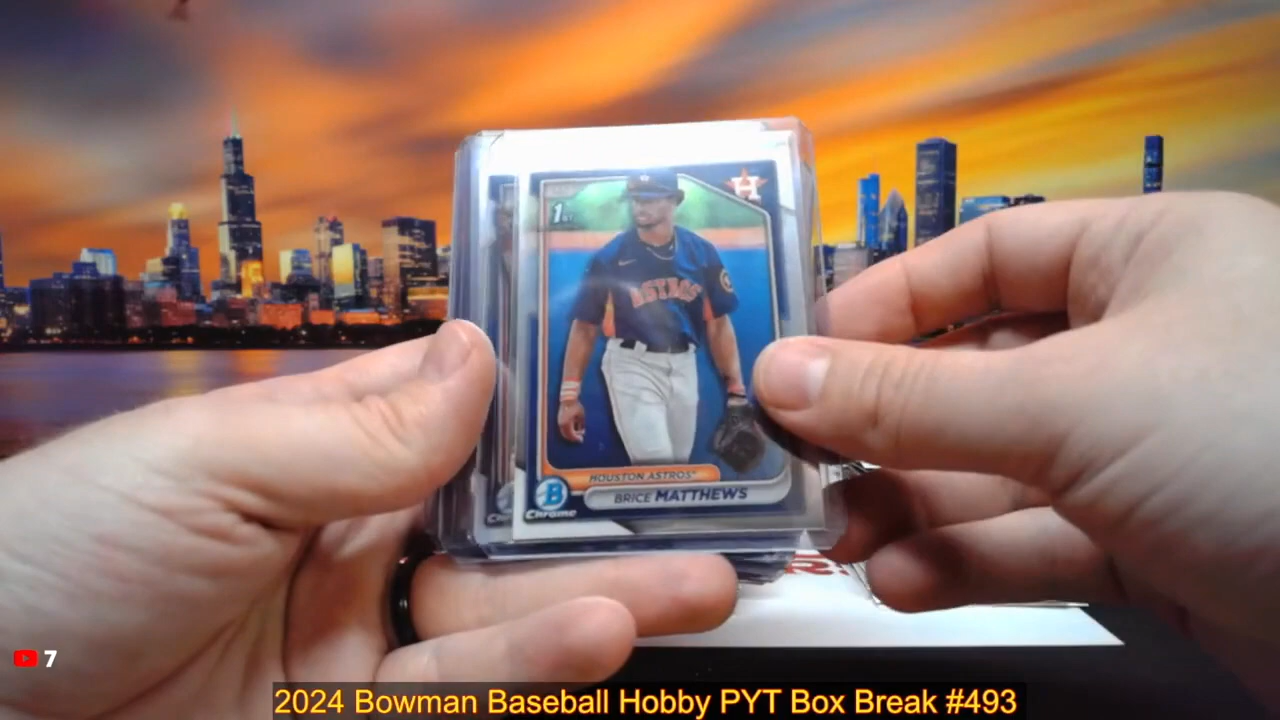 H
1ST
ASTROS
HOUSTON ASTROS
BRICE MATTHEWS
B
Chrome
7
2024 Bowman Baseball Hobby PYT Box Break #493